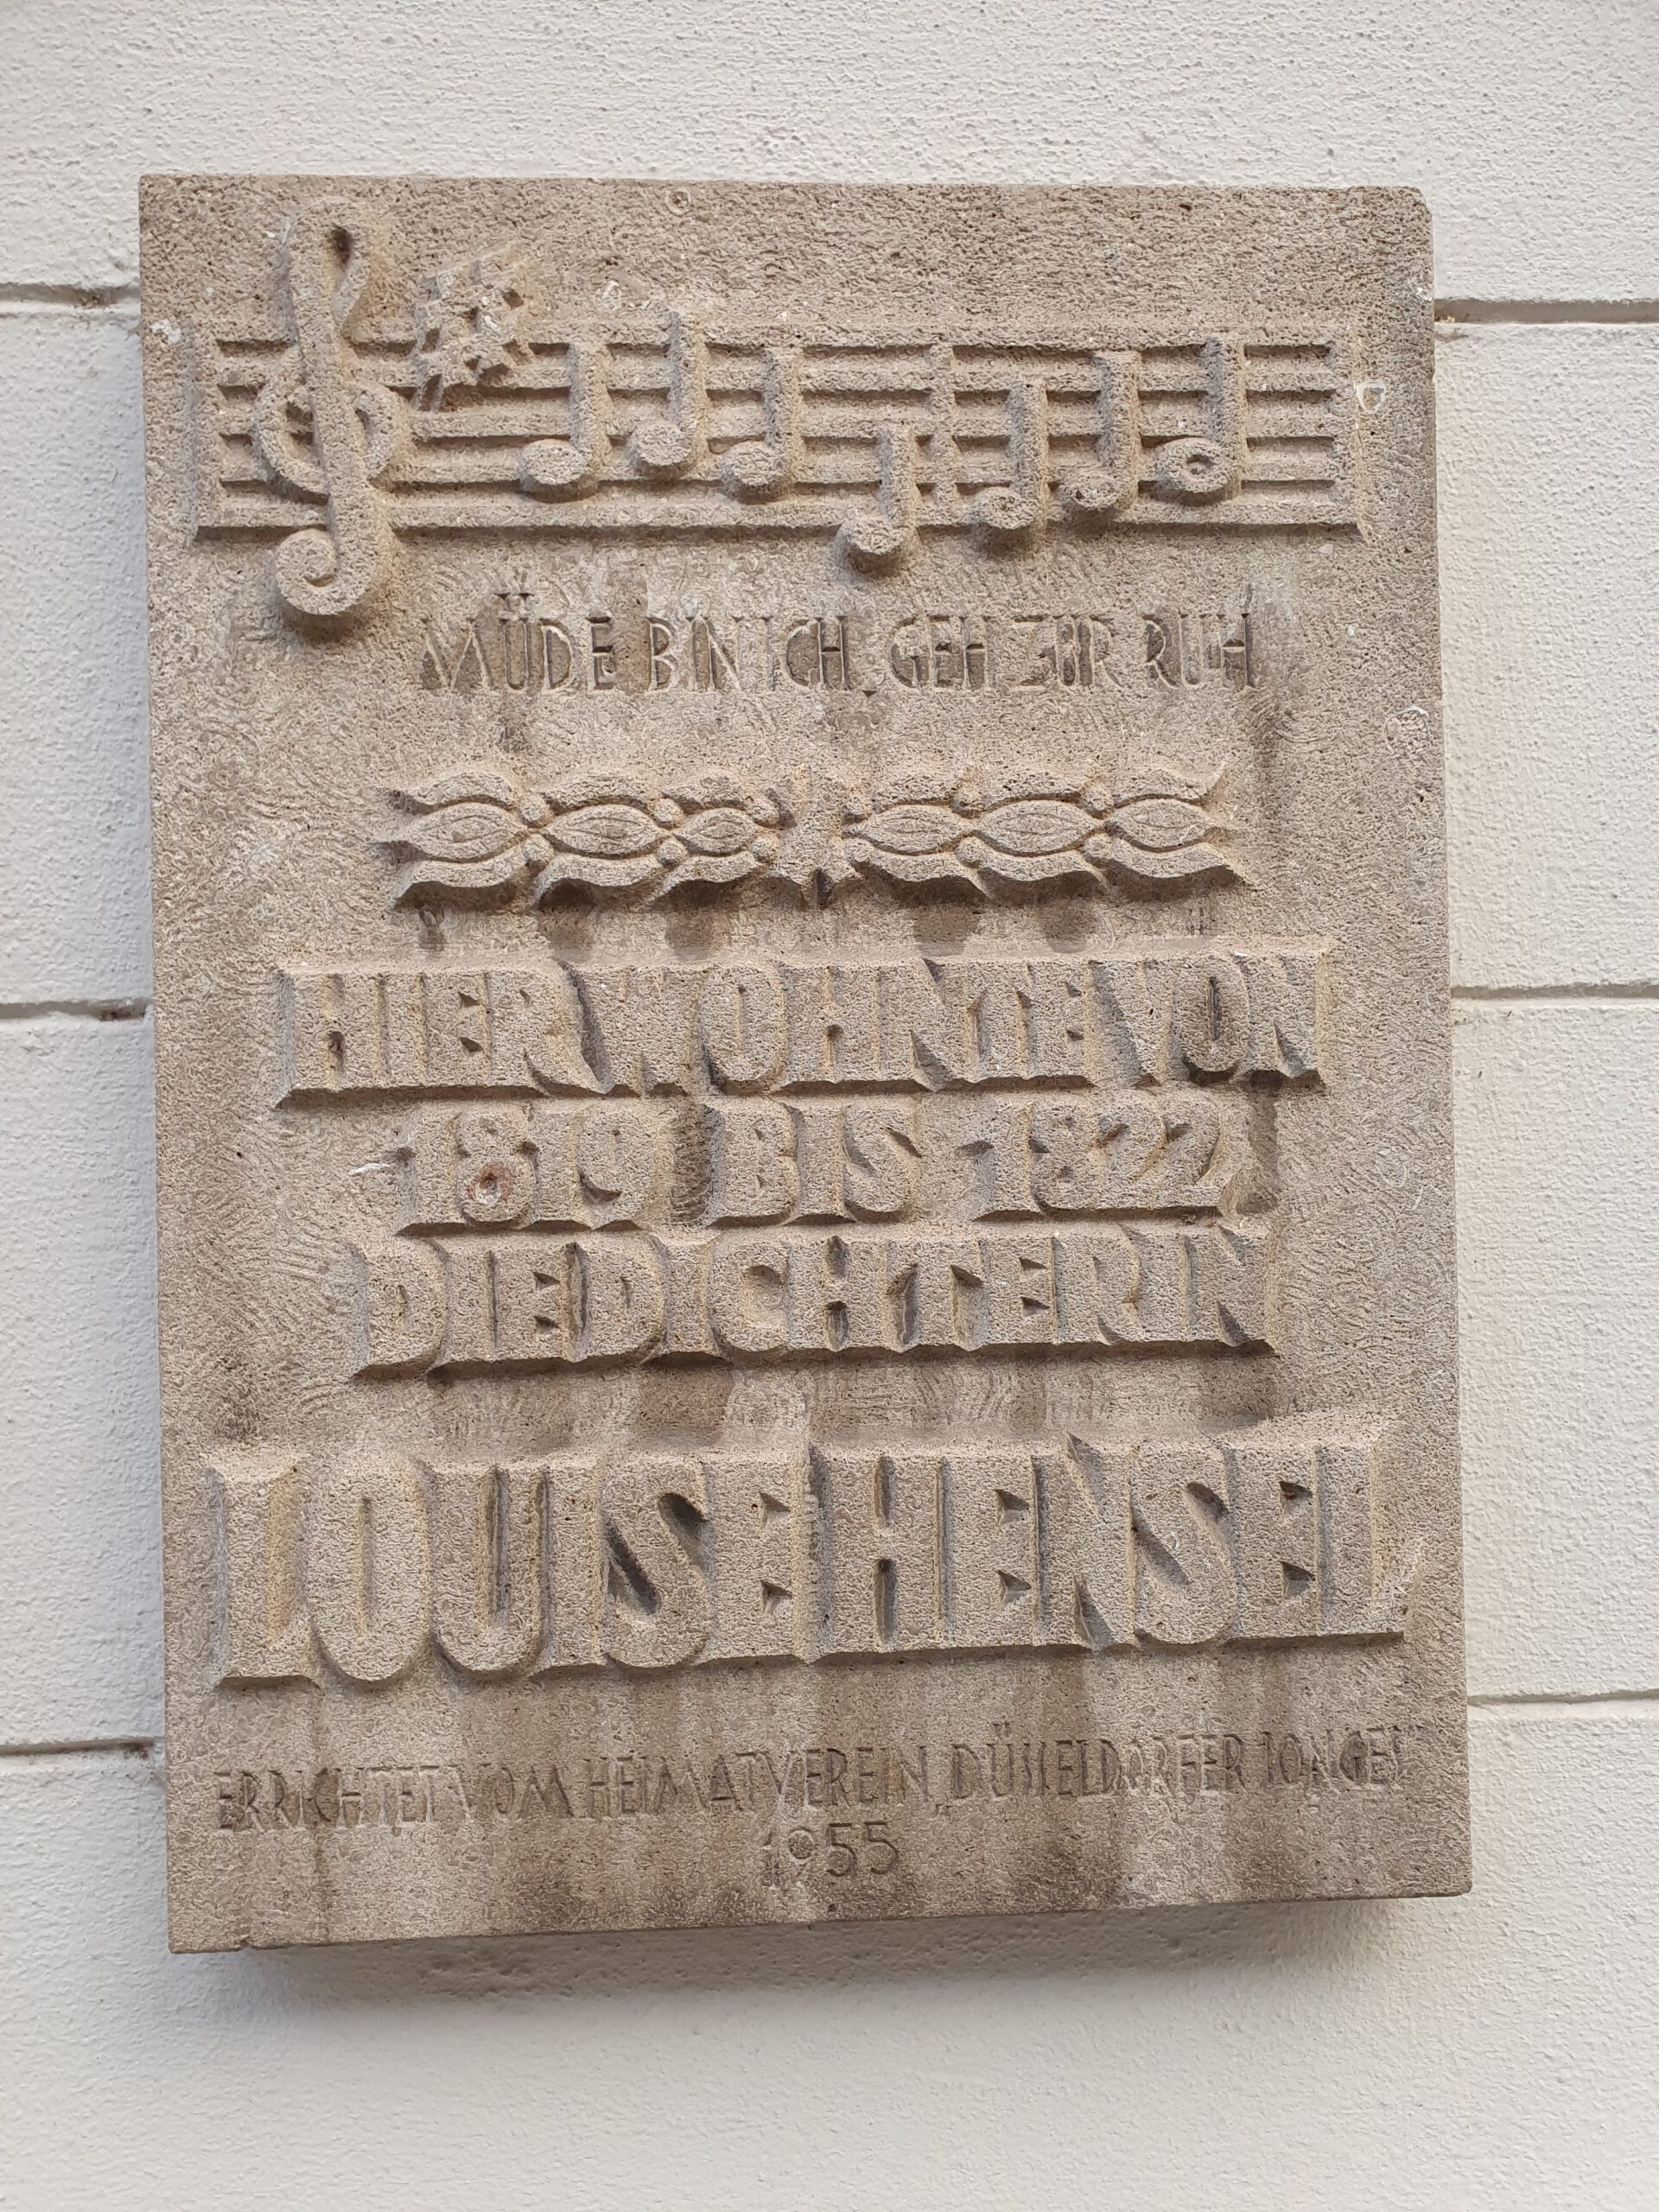 MÜDE BIN ICH, GEH ZUR RUH
HIER WOHNTE VON
1819 BIS 1822
DIE DICHTERIN
LOUISE HENSEL
ERRICHTET VOM HEIMATVEREIN „DÜSSELDORFER JONGES"
1955